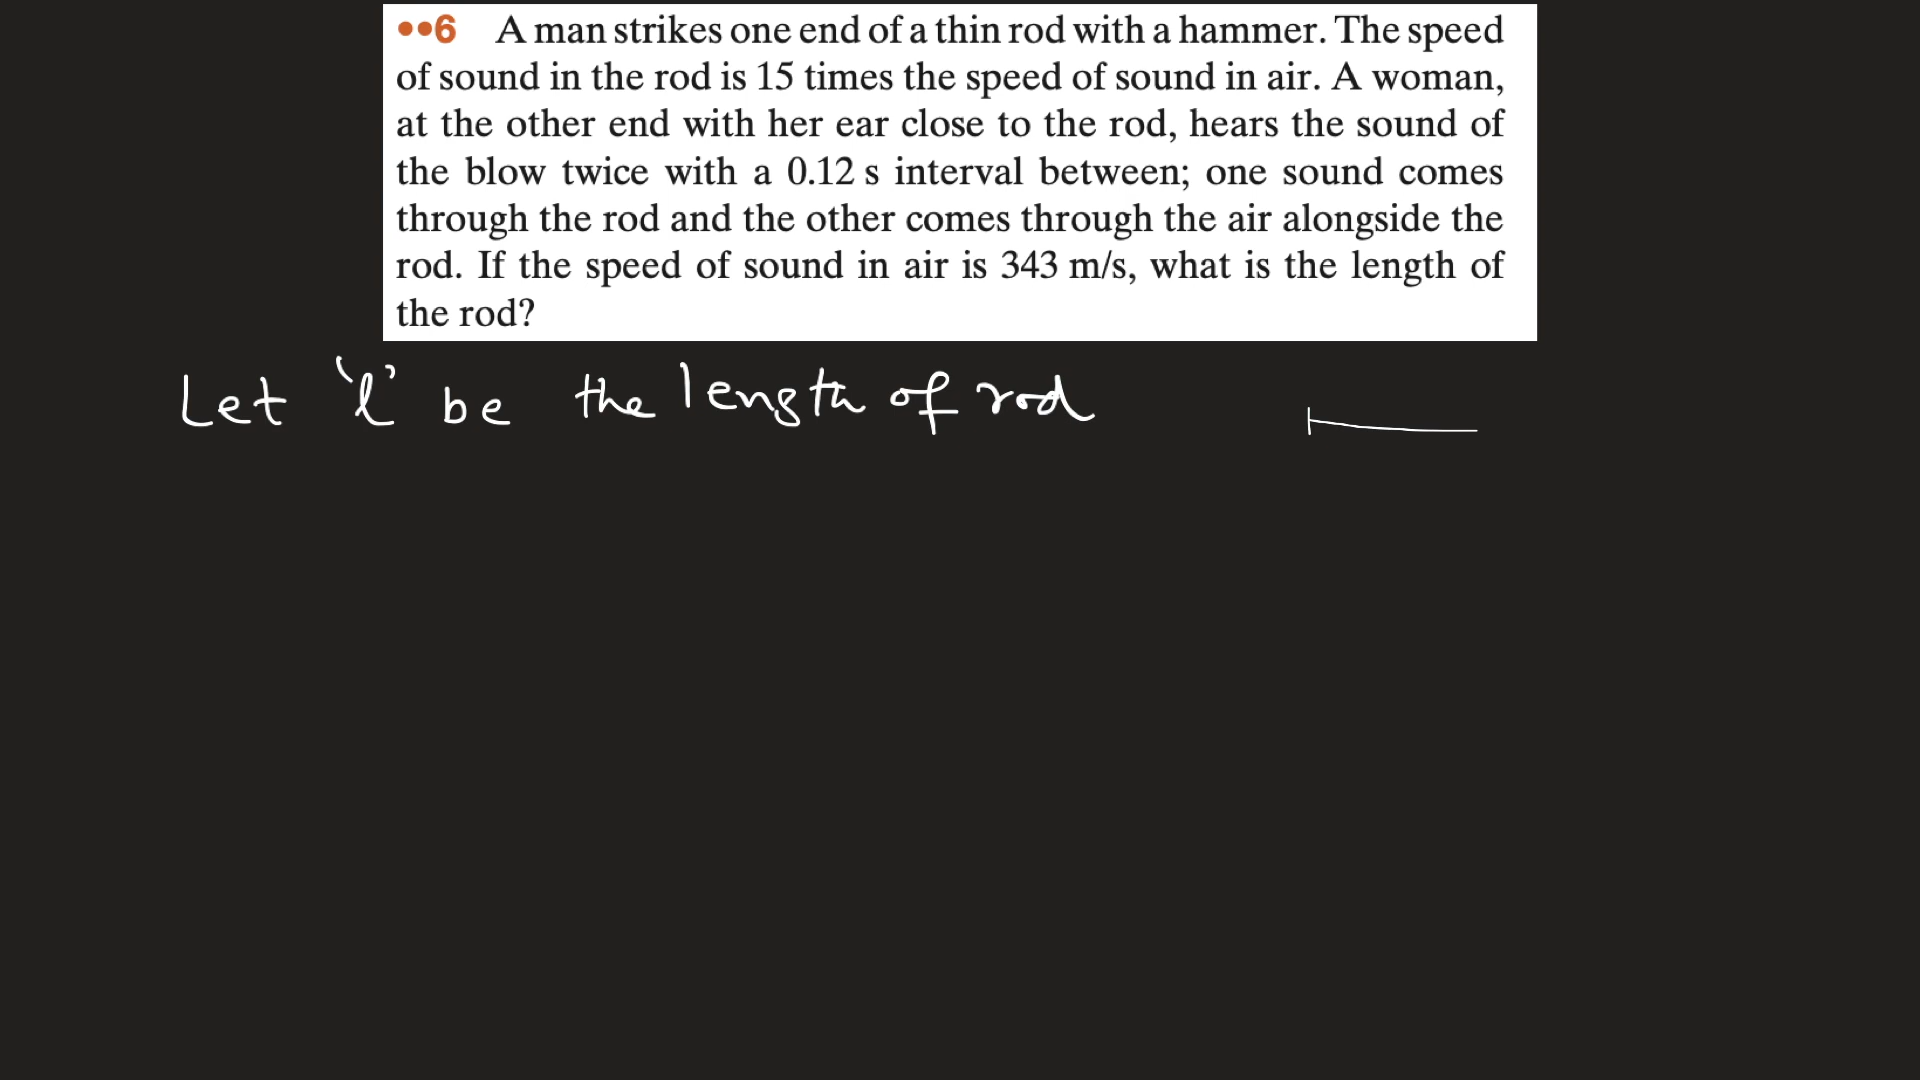 ••6 A man strikes one end of a thin rod with a hammer. The speed
of sound in the rod is 15 times the speed of sound in air. A woman,
at the other end with her ear close to the rod, hears the sound of
the blow twice with a 0.12 s interval between; one sound comes
through the rod and the other comes through the air alongside the
rod. If the speed of sound in air is 343 m/s, what is the length of
the rod?
Let 'l' be the length of rod